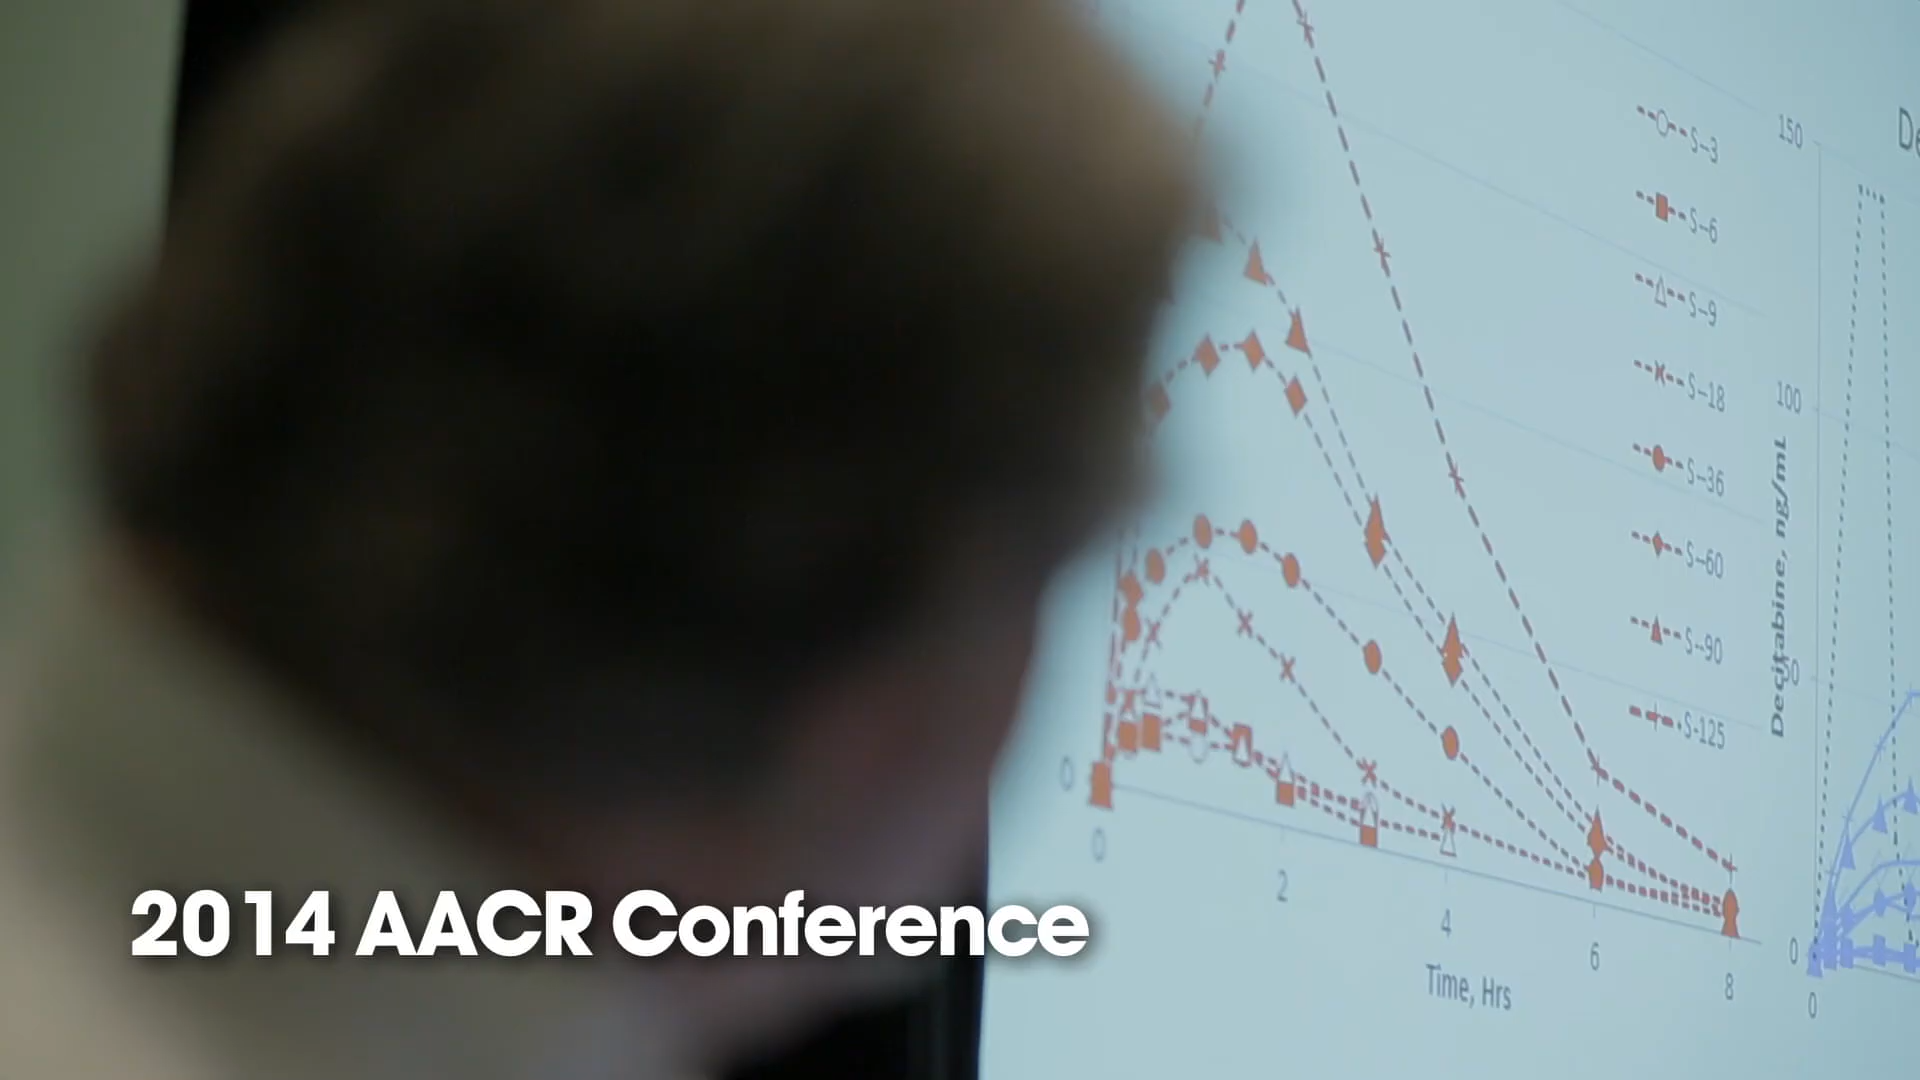 S-3
S-6
S-9
S-18
S-36
S-60
S-90
S-125
0
0
2
4
6
8
Time, Hrs
Decitabine, ng/mL
150
100
0
0
2014 AACR Conference